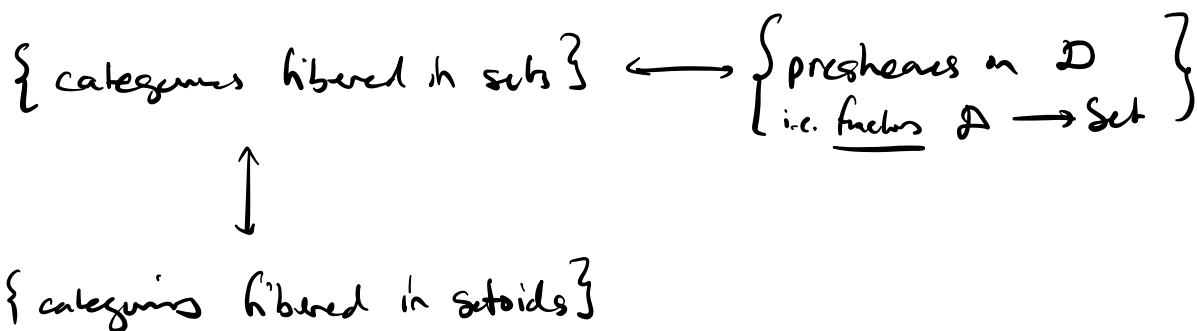 { categories fibered in sets } ⟷ { presheaves on D
i.e. functors D → Set }
↕
{ categories fibered in setoids }